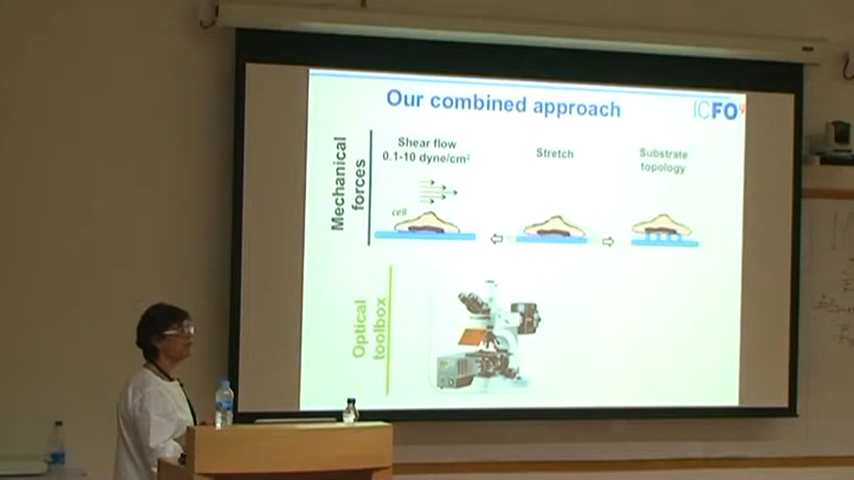 Our combined approach
ICFO
Mechanical
forces
Shear flow
0.1-10 dyne/cm²
Stretch
Substrate
topology
cell
Optical
toolbox